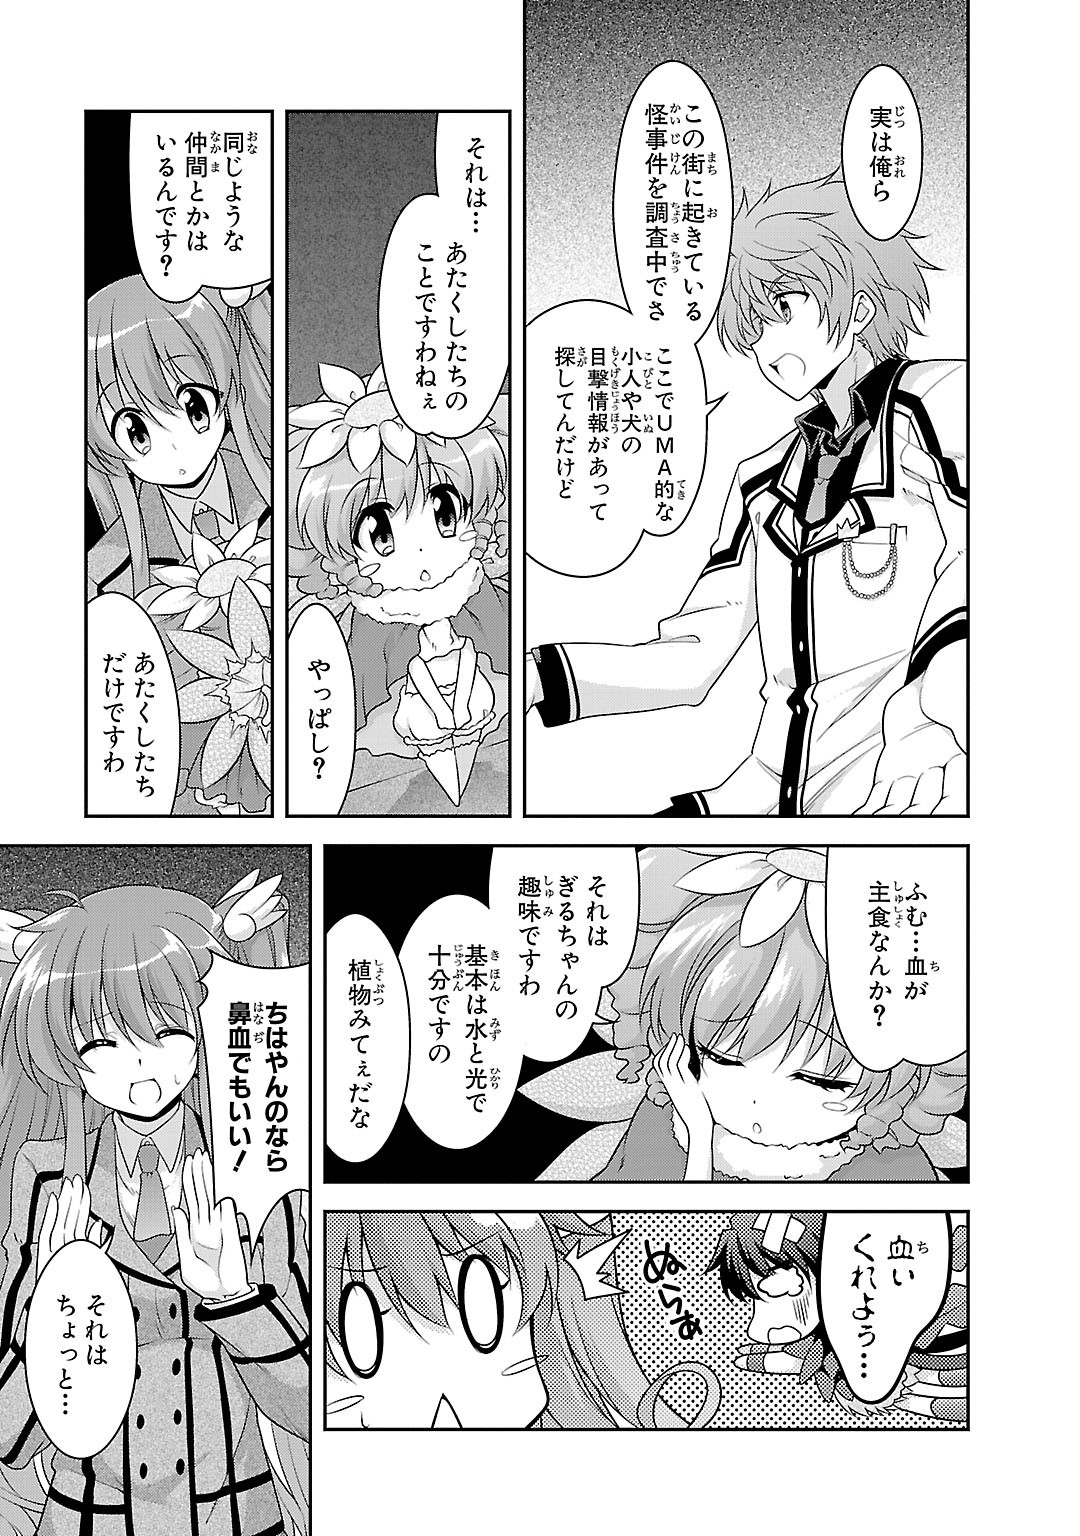 実は俺ら
この街に起きている
怪事件を調査中でさ
ここでUMA的な
小人や犬の
目撃情報があって
探してんだけど
それは…
あたくしたちの
ことですわねぇ
やっぱし？
同じような
仲間とかは
いるんです？
あたくしたち
だけですわ
ふむ…血が
主食なんか？
それは
ぎるちゃんの
趣味ですわ
基本は水と光で
十分ですの
植物みてぇだな
血ぃ
くれよう…
ぬらぁ
ちはやんのなら
鼻血でもいい！
それは
ちょっと…